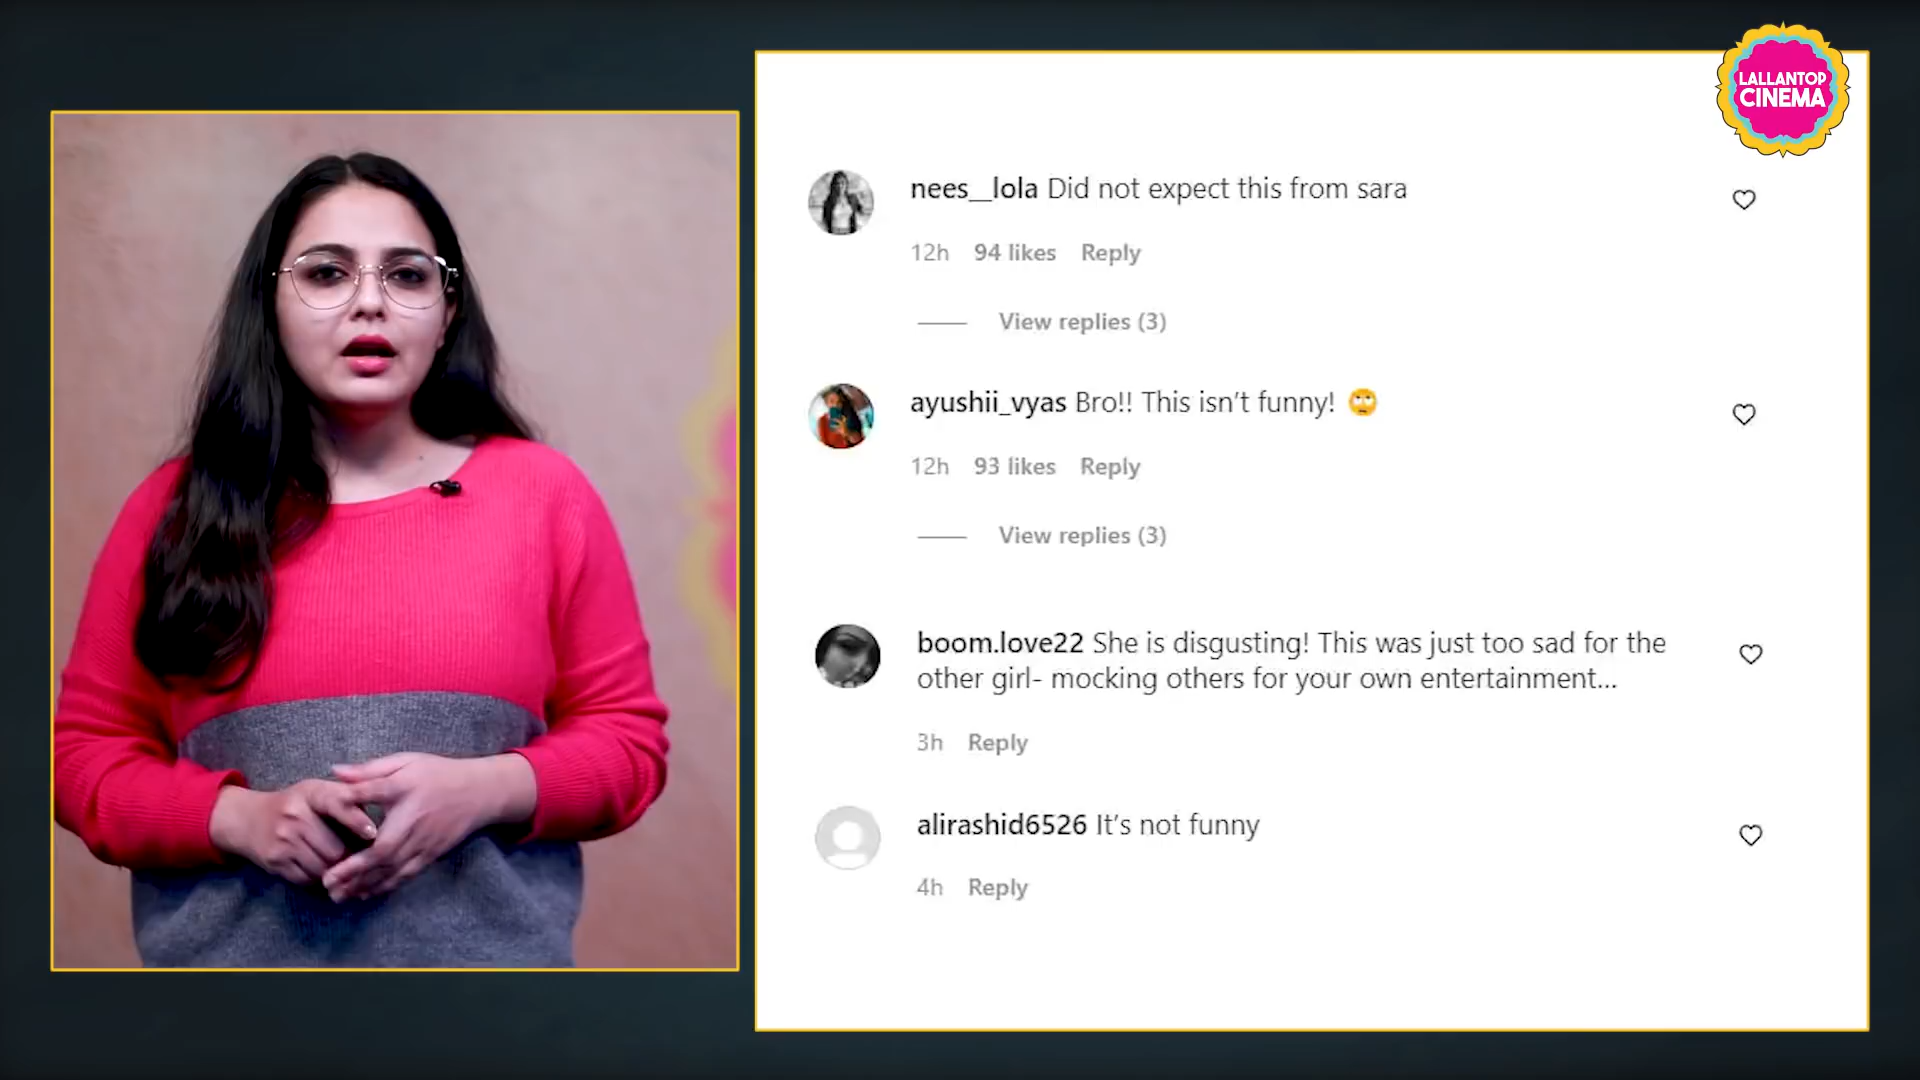 LALLANTOP
CINEMA
nees__lola Did not expect this from sara
12h 94 likes Reply
View replies (3)
ayushii_vyas Bro!! This isn't funny! 🙄
12h 93 likes Reply
View replies (3)
boom.love22 She is disgusting! This was just too sad for the
other girl- mocking others for your own entertainment...
3h Reply
alirashid6526 It's not funny
4h Reply